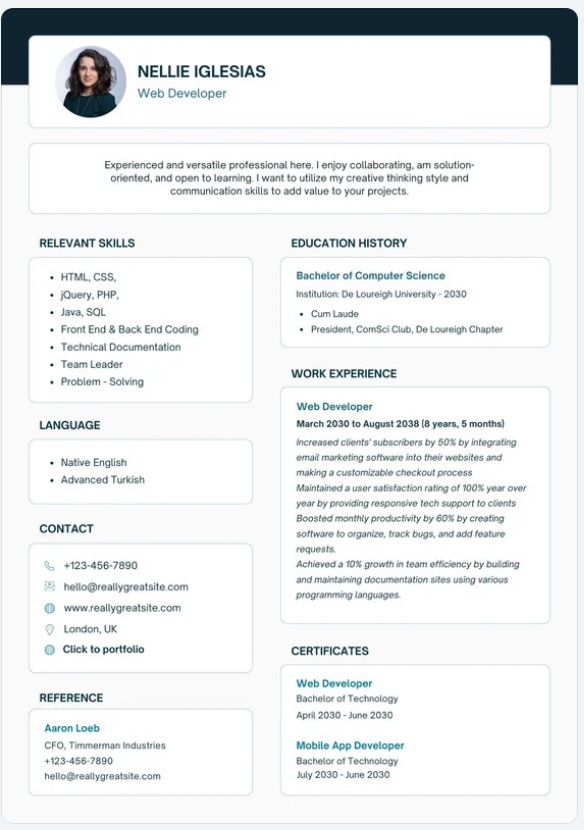 NELLIE IGLESIAS
Web Developer
Experienced and versatile professional here. I enjoy collaborating, am solution-
oriented, and open to learning. I want to utilize my creative thinking style and
communication skills to add value to your projects.
RELEVANT SKILLS
• HTML, CSS,
• jQuery, PHP,
• Java, SQL
• Front End & Back End Coding
• Technical Documentation
• Team Leader
• Problem - Solving
LANGUAGE
• Native English
• Advanced Turkish
CONTACT
+123-456-7890
hello@reallygreatsite.com
www.reallygreatsite.com
London, UK
Click to portfolio
REFERENCE
Aaron Loeb
CFO, Timmerman Industries
+123-456-7890
hello@reallygreatsite.com
EDUCATION HISTORY
Bachelor of Computer Science
Institution: De Loureigh University - 2030
• Cum Laude
• President, ComSci Club, De Loureigh Chapter
WORK EXPERIENCE
Web Developer
March 2030 to August 2038 (8 years, 5 months)
Increased clients' subscribers by 50% by integrating
email marketing software into their websites and
making a customizable checkout process
Maintained a user satisfaction rating of 100% year over
year by providing responsive tech support to clients
Boosted monthly productivity by 60% by creating
software to organize, track bugs, and add feature
requests.
Achieved a 10% growth in team efficiency by building
and maintaining documentation sites using various
programming languages.
CERTIFICATES
Web Developer
Bachelor of Technology
April 2030 - June 2030
Mobile App Developer
Bachelor of Technology
July 2030 - June 2030